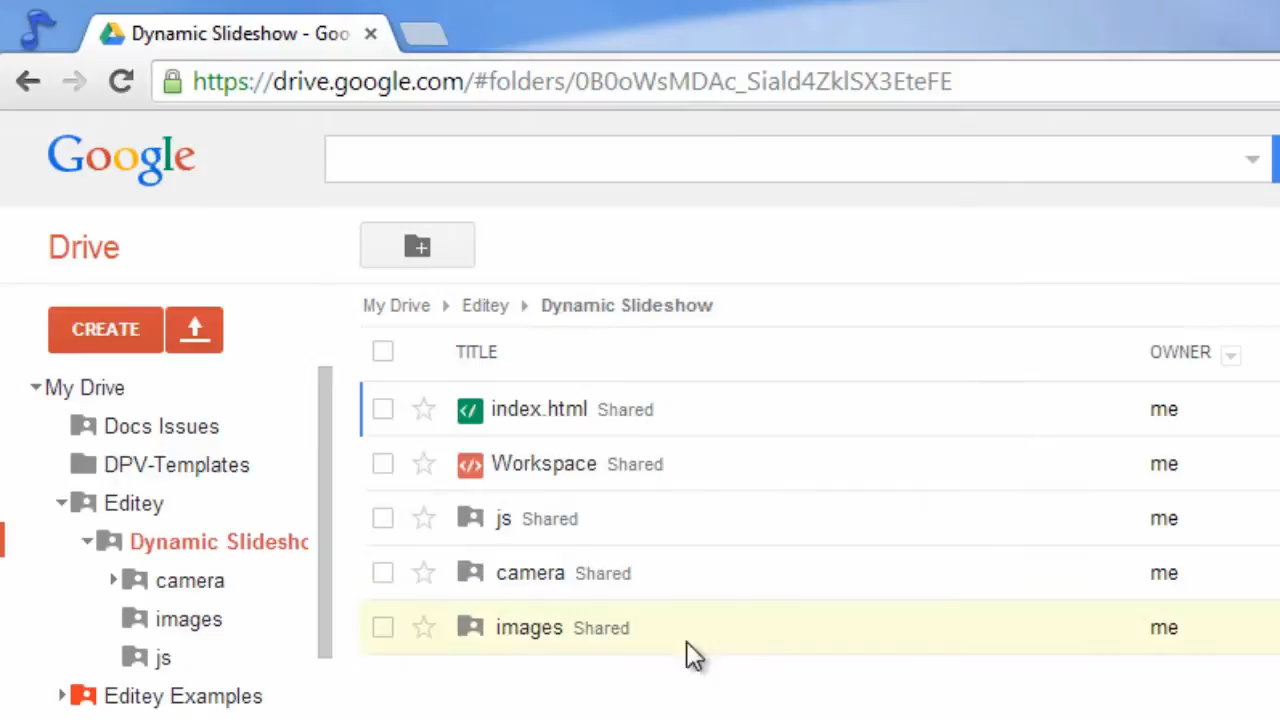 Dynamic Slideshow - Goo
https://drive.google.com/#folders/0B0oWsMDAc_Siald4ZklSX3EteFE
Google
Drive
CREATE
My Drive
Docs Issues
DPV-Templates
Editey
Dynamic Slidesho
camera
images
js
Editey Examples
My Drive Editey Dynamic Slideshow
TITLE OWNER
index.html Shared me
Workspace Shared me
js Shared me
camera Shared me
images Shared me